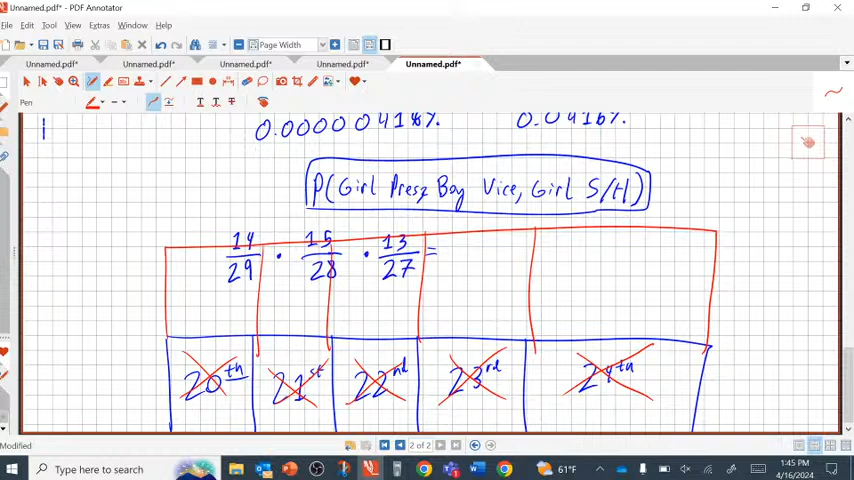 Unnamed.pdf* - PDF Annotator
File Edit Tool View Extras Window Help
Page Width
Unnamed.pdf* Unnamed.pdf* Unnamed.pdf* Unnamed.pdf* Unnamed.pdf*
Pen
0.00000418% 0.0416%.
P(Girl Pres, Boy Vice, Girl S/H)
14/29 · 15/28 · 13/27 =
20th 21st 22nd 23rd 24th
Modified 2 of 2
Type here to search 61°F 1:45 PM
4/16/2024